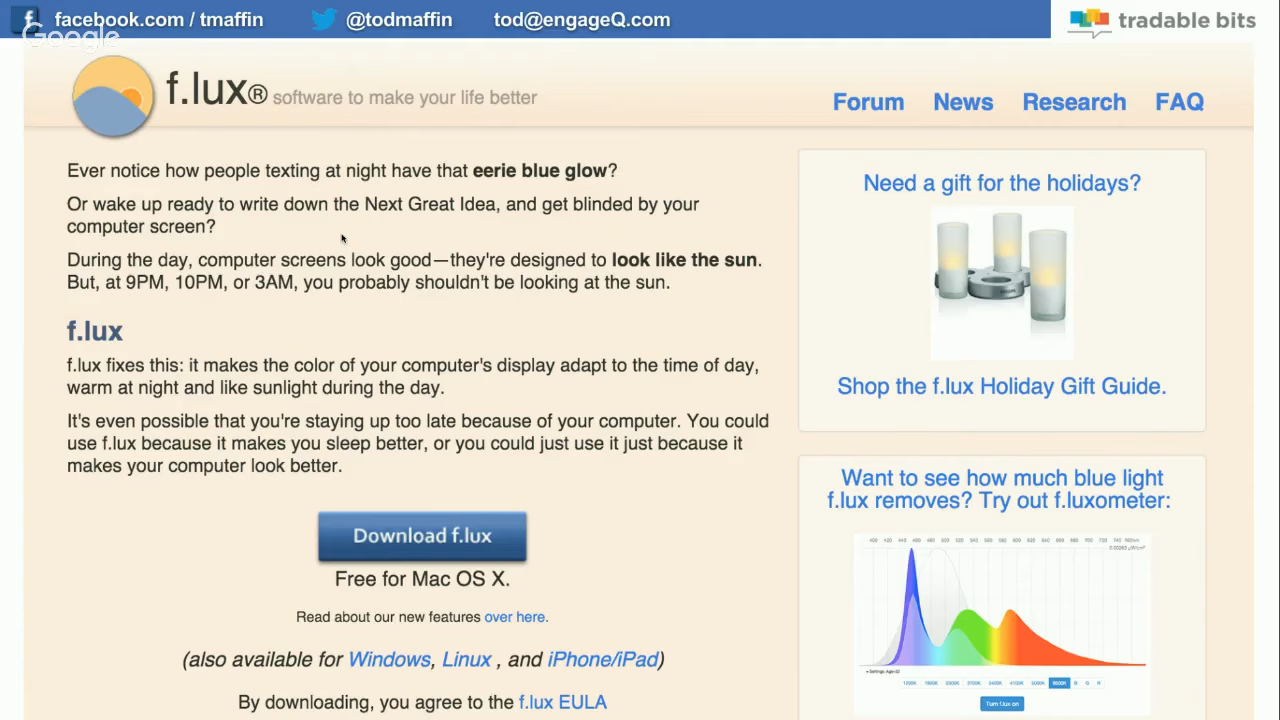 facebook.com / tmaffin
@todmaffin
tod@engageQ.com
tradable bits
Google
f.lux® software to make your life better
Forum News Research FAQ
Ever notice how people texting at night have that eerie blue glow?
Or wake up ready to write down the Next Great Idea, and get blinded by your
computer screen?
During the day, computer screens look good—they're designed to look like the sun.
But, at 9PM, 10PM, or 3AM, you probably shouldn't be looking at the sun.
f.lux
f.lux fixes this: it makes the color of your computer's display adapt to the time of day,
warm at night and like sunlight during the day.
It's even possible that you're staying up too late because of your computer. You could
use f.lux because it makes you sleep better, or you could just use it just because it
makes your computer look better.
Download f.lux
Free for Mac OS X.
Read about our new features over here.
(also available for Windows, Linux , and iPhone/iPad)
By downloading, you agree to the f.lux EULA
Need a gift for the holidays?
PHILIPS
Shop the f.lux Holiday Gift Guide.
Want to see how much blue light
f.lux removes? Try out f.luxometer:
Turn f.lux on